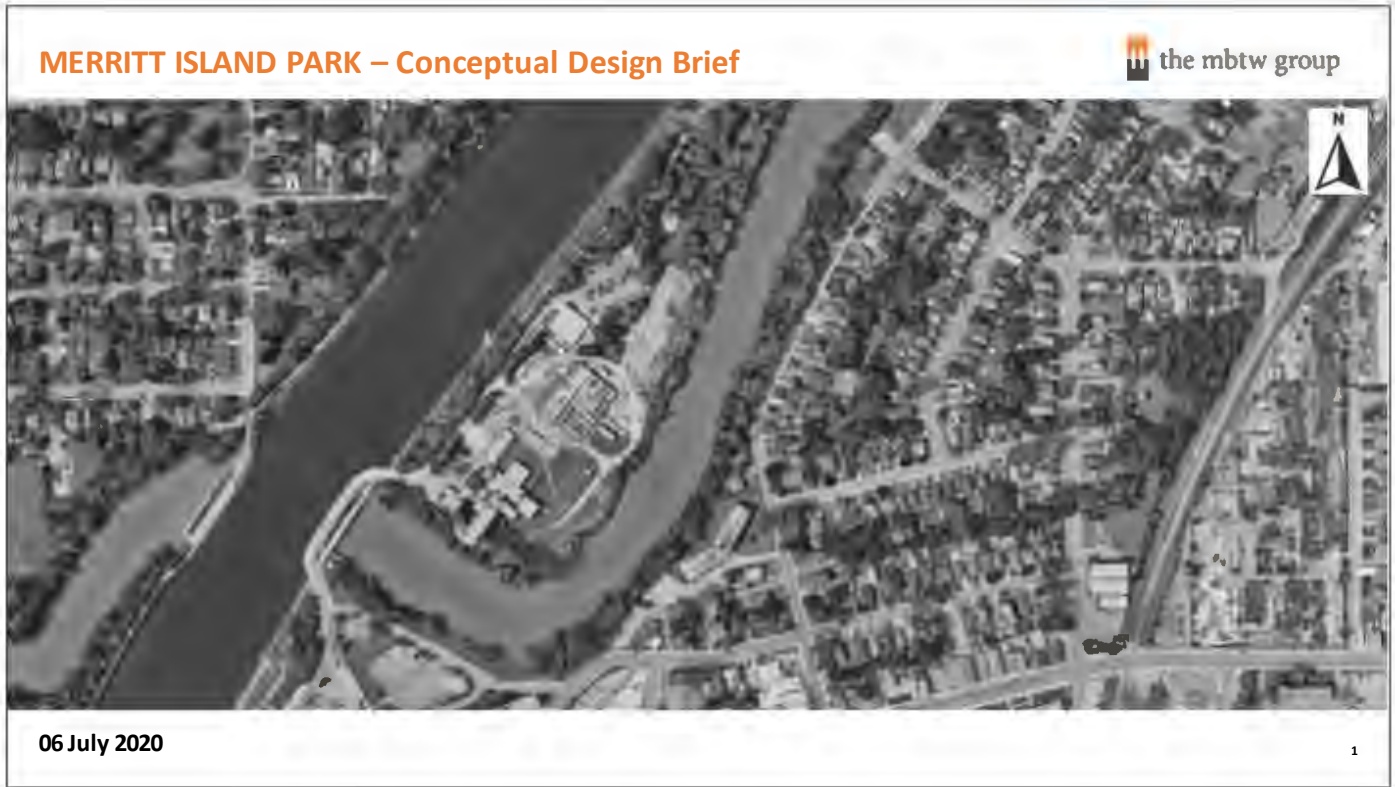 MERRITT ISLAND PARK – Conceptual Design Brief
the mbtw group
N
06 July 2020
1